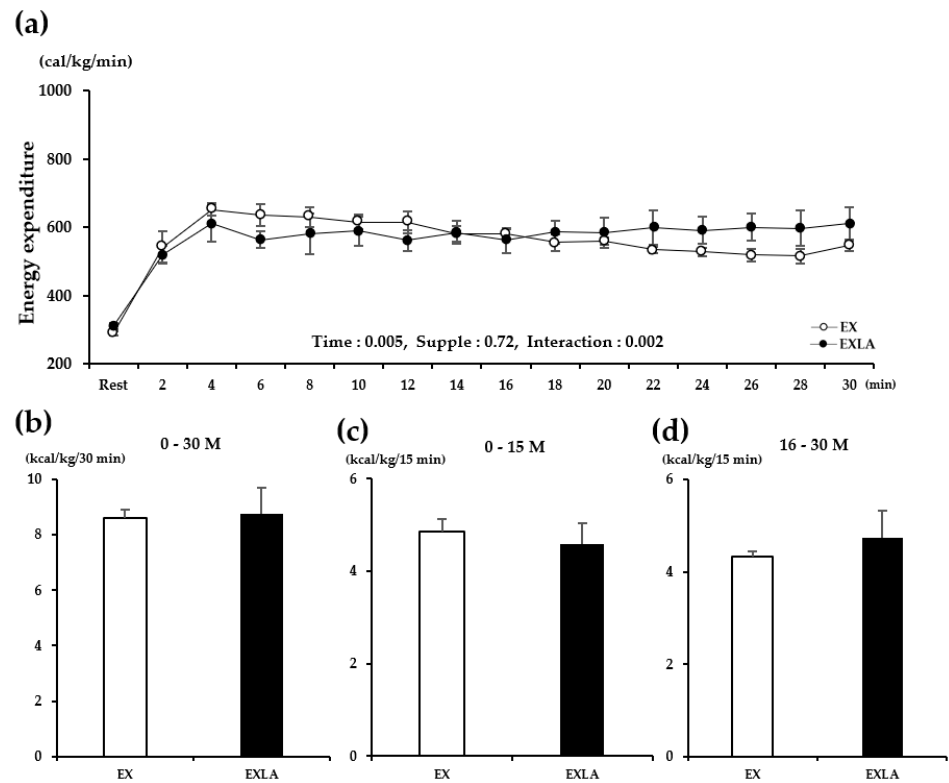 (a)
(cal/kg/min)
1000
800
600
400
200
Energy expenditure
EX
EXLA
Time : 0.005, Supple : 0.72, Interaction : 0.002
Rest 2 4 6 8 10 12 14 16 18 20 22 24 26 28 30 (min)
(b)
0 - 30 M
(kcal/kg/30 min)
10
8
6
4
2
0
EX EXLA
(c)
0 - 15 M
(kcal/kg/15 min)
6
4
2
0
EX EXLA
(d)
16 - 30 M
(kcal/kg/15 min)
6
4
2
0
EX EXLA